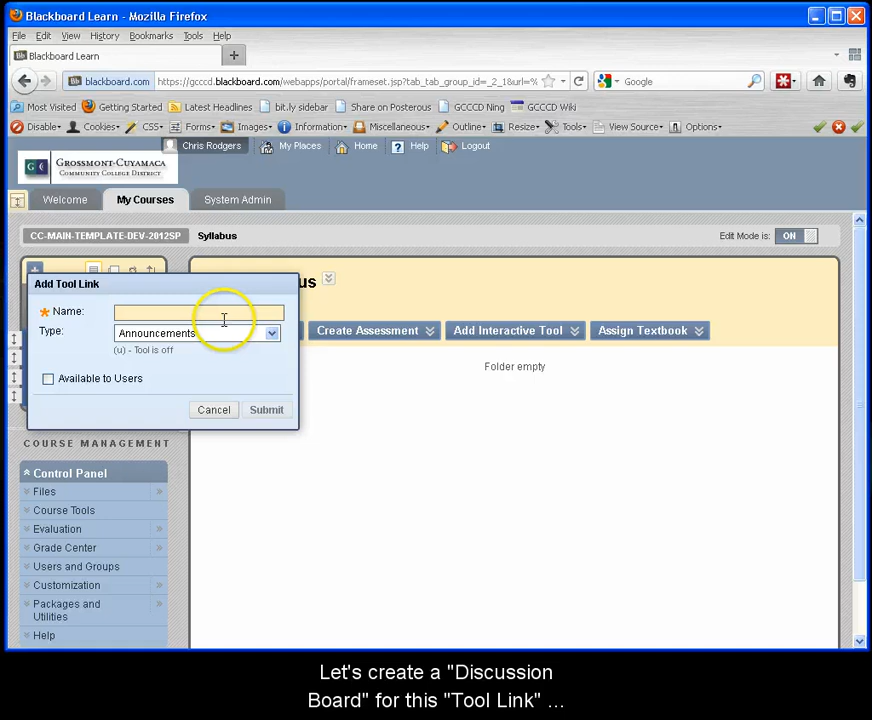 Blackboard Learn - Mozilla Firefox
File Edit View History Bookmarks Tools Help
Bb Blackboard Learn
Bb blackboard.com https://gcccd.blackboard.com/webapps/portal/frameset.jsp?tab_tab_group_id=_2_1&url=% Google
Most Visited Getting Started Latest Headlines bit.ly sidebar Share on Posterous GCCCD Ning GCCCD Wiki
Disable Cookies CSS Forms Images Information Miscellaneous Outline Resize Tools View Source Options
Chris Rodgers My Places Home Help Logout
GC GROSSMONT-CUYAMACA
COMMUNITY COLLEGE DISTRICT
Welcome My Courses System Admin
CC-MAIN-TEMPLATE-DEV-2012SP Syllabus Edit Mode is: ON
us
Add Tool Link
Name:
Type: Announcements
(u) - Tool is off
Available to Users
Cancel Submit
Create Assessment Add Interactive Tool Assign Textbook
Folder empty
COURSE MANAGEMENT
Control Panel
Files
Course Tools
Evaluation
Grade Center
Users and Groups
Customization
Packages and
Utilities
Help
Let's create a "Discussion
Board" for this "Tool Link" ...